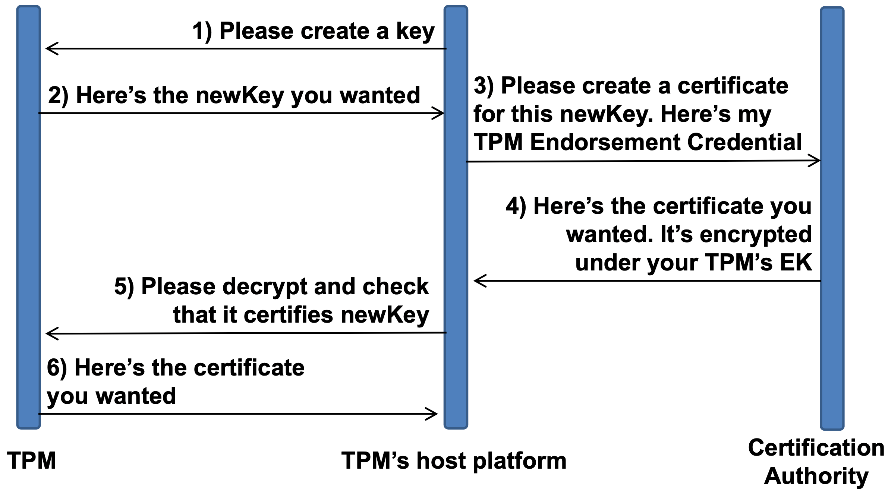 1) Please create a key
2) Here's the newKey you wanted
3) Please create a certificate
for this newKey. Here's my
TPM Endorsement Credential
4) Here's the certificate you
wanted. It's encrypted
under your TPM's EK
5) Please decrypt and check
that it certifies newKey
6) Here's the certificate
you wanted
TPM
TPM's host platform
Certification
Authority